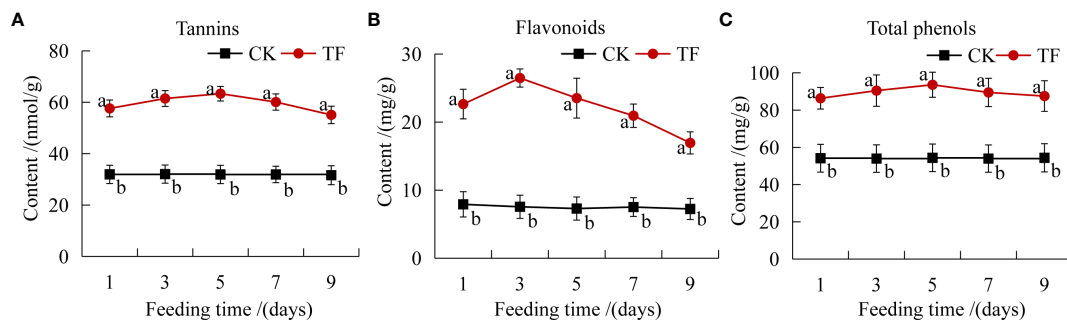 A
Tannins
CK TF
Content /(nmol/g)
80
60
40
20
0
a a a a a
b b b b b
1 3 5 7 9
Feeding time /(days)
B
Flavonoids
CK TF
Content /(mg/g)
30
20
10
0
a a a a a
b b b b b
1 3 5 7 9
Feeding time /(days)
C
Total phenols
CK TF
Content /(mg/g)
100
80
60
40
20
0
a a a a a
b b b b b
1 3 5 7 9
Feeding time /(days)